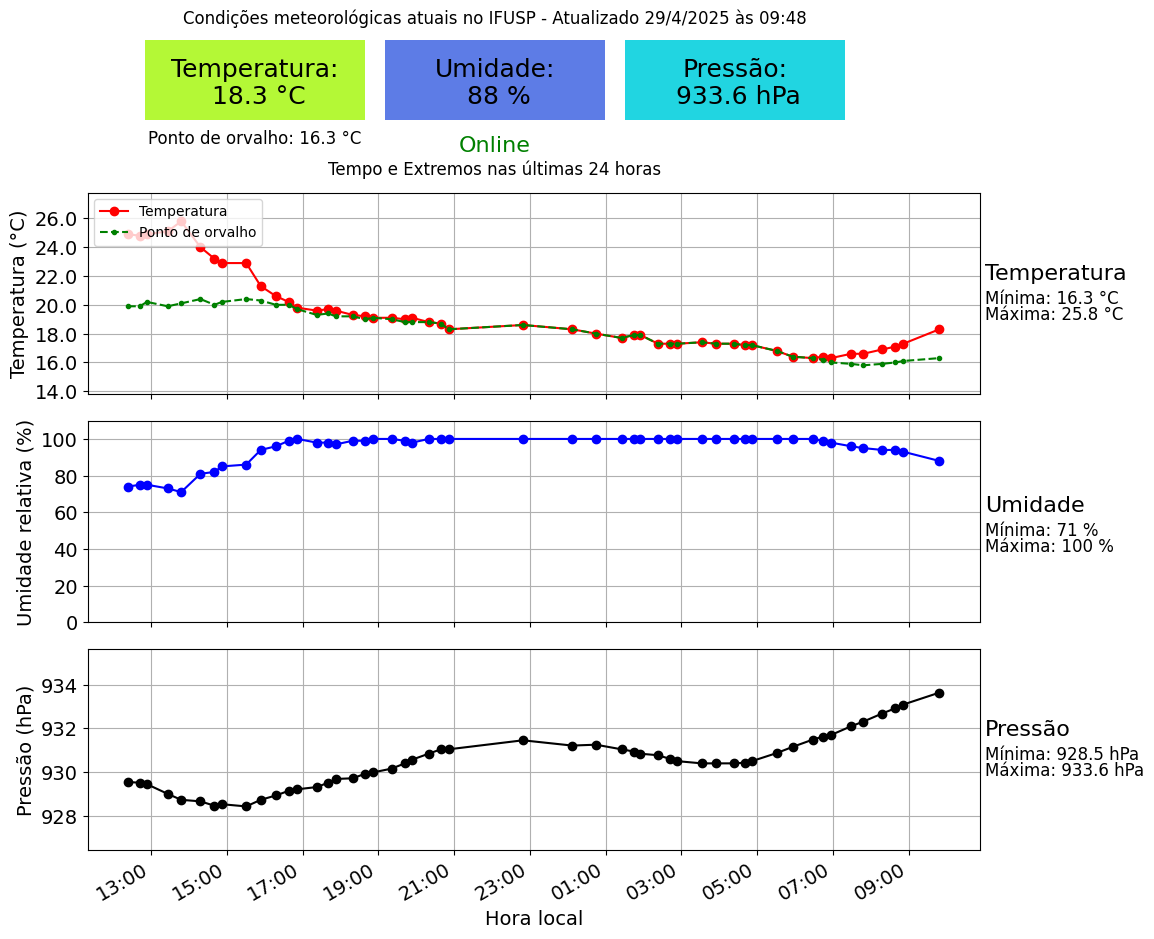 Condições meteorológicas atuais no IFUSP - Atualizado 29/4/2025 às 09:48
Temperatura:
18.3 °C
Umidade:
88 %
Pressão:
933.6 hPa
Ponto de orvalho: 16.3 °C
Online
Tempo e Extremos nas últimas 24 horas
Temperatura (°C)
26.0
24.0
22.0
20.0
18.0
16.0
14.0
Temperatura
Ponto de orvalho
Temperatura
Mínima: 16.3 °C
Máxima: 25.8 °C
Umidade relativa (%)
100
80
60
40
20
0
Umidade
Mínima: 71 %
Máxima: 100 %
Pressão (hPa)
934
932
930
928
Pressão
Mínima: 928.5 hPa
Máxima: 933.6 hPa
13:00
15:00
17:00
19:00
21:00
23:00
01:00
03:00
05:00
07:00
09:00
Hora local